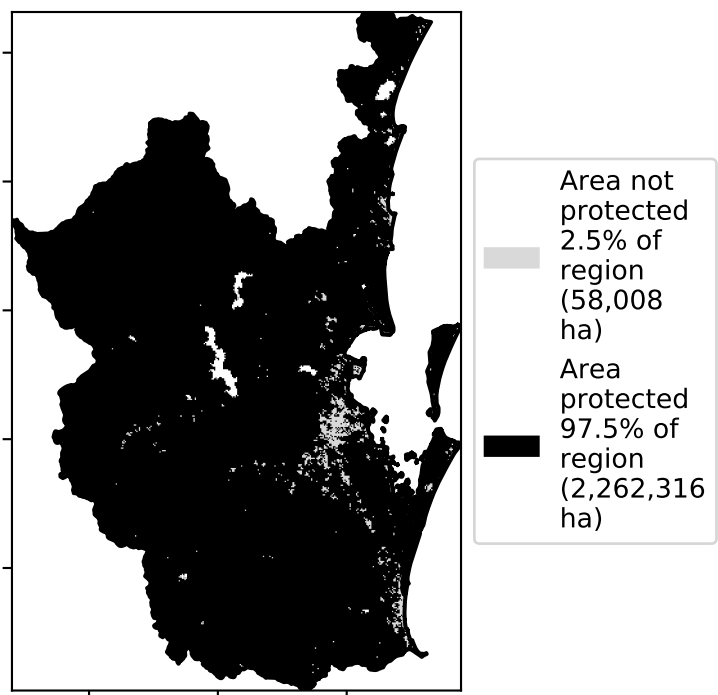 Area not
protected
2.5% of
region
(58,008
ha)
Area
protected
97.5% of
region
(2,262,316
ha)